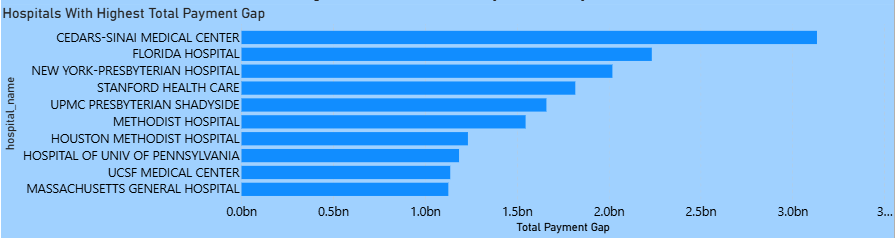 Hospitals With Highest Total Payment Gap
hospital_name
CEDARS-SINAI MEDICAL CENTER
FLORIDA HOSPITAL
NEW YORK-PRESBYTERIAN HOSPITAL
STANFORD HEALTH CARE
UPMC PRESBYTERIAN SHADYSIDE
METHODIST HOSPITAL
HOUSTON METHODIST HOSPITAL
HOSPITAL OF UNIV OF PENNSYLVANIA
UCSF MEDICAL CENTER
MASSACHUSETTS GENERAL HOSPITAL
0.0bn 0.5bn 1.0bn 1.5bn 2.0bn 2.5bn 3.0bn 3...
Total Payment Gap